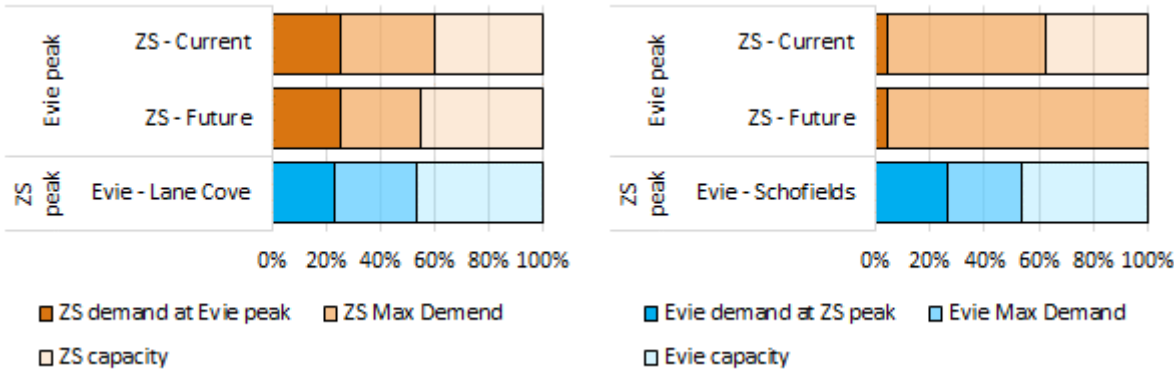 Evie peak
ZS - Current
ZS - Future
ZS peak
Evie - Lane Cove
0% 20% 40% 60% 80% 100%
ZS demand at Evie peak
ZS Max Demend
ZS capacity
Evie peak
ZS - Current
ZS - Future
ZS peak
Evie - Schofields
0% 20% 40% 60% 80% 100%
Evie demand at ZS peak
Evie Max Demand
Evie capacity